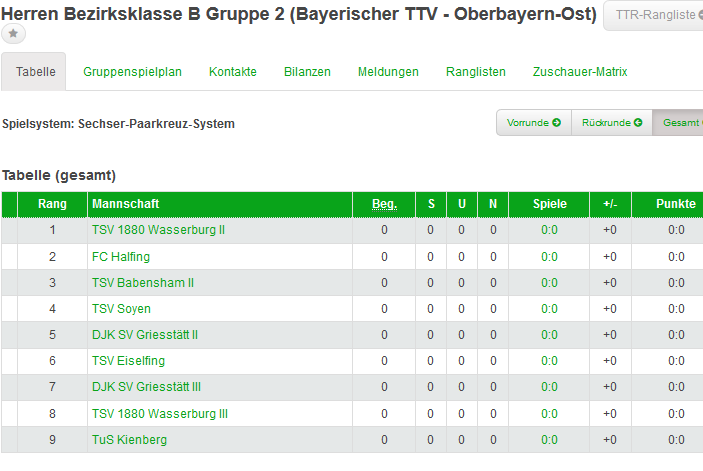 Herren Bezirksklasse B Gruppe 2 (Bayerischer TTV - Oberbayern-Ost) TTR-Rangliste
Tabelle Gruppenspielplan Kontakte Bilanzen Meldungen Ranglisten Zuschauer-Matrix
Spielsystem: Sechser-Paarkreuz-System Vorrunde Rückrunde Gesamt
Tabelle (gesamt)
Rang Mannschaft Beg. S U N Spiele +/- Punkte
1 TSV 1880 Wasserburg II 0 0 0 0 0:0 +0 0:0
2 FC Halfing 0 0 0 0 0:0 +0 0:0
3 TSV Babensham II 0 0 0 0 0:0 +0 0:0
4 TSV Soyen 0 0 0 0 0:0 +0 0:0
5 DJK SV Griesstätt II 0 0 0 0 0:0 +0 0:0
6 TSV Eiselfing 0 0 0 0 0:0 +0 0:0
7 DJK SV Griesstätt III 0 0 0 0 0:0 +0 0:0
8 TSV 1880 Wasserburg III 0 0 0 0 0:0 +0 0:0
9 TuS Kienberg 0 0 0 0 0:0 +0 0:0